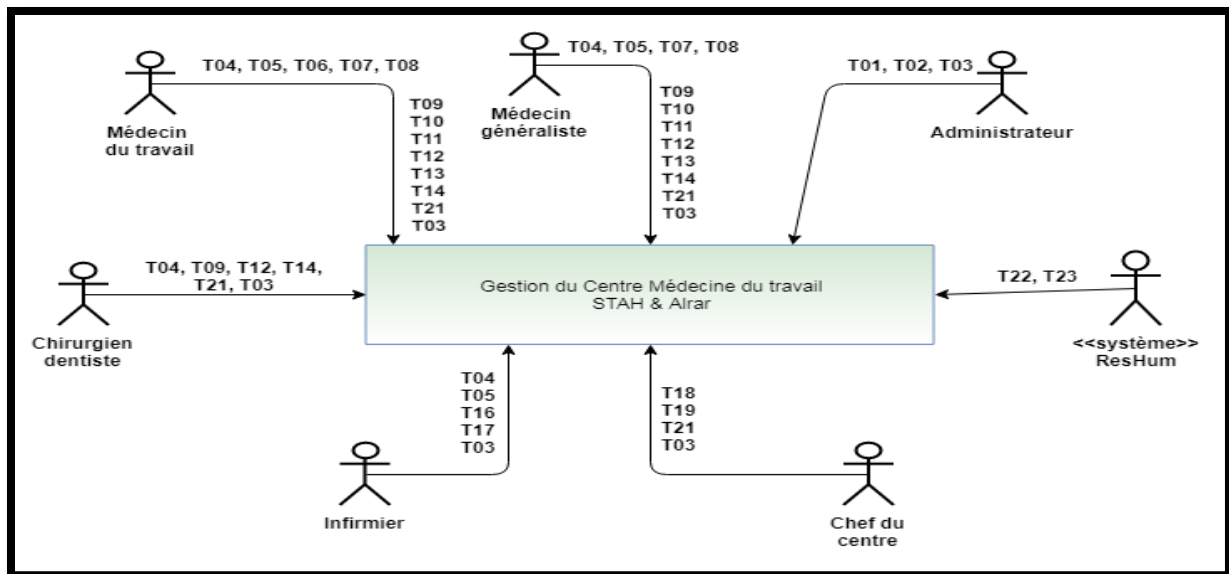 T04, T05, T06, T07, T08
Médecin
du travail
T09
T10
T11
T12
T13
T14
T21
T03
T04, T05, T07, T08
Médecin
généraliste
T09
T10
T11
T12
T13
T14
T21
T03
T01, T02, T03
Administrateur
T04, T09, T12, T14,
T21, T03
Chirurgien
dentiste
Gestion du Centre Médecine du travail
STAH & Alrar
T22, T23
<<système>>
ResHum
T04
T05
T16
T17
T03
Infirmier
T18
T19
T21
T03
Chef du
centre